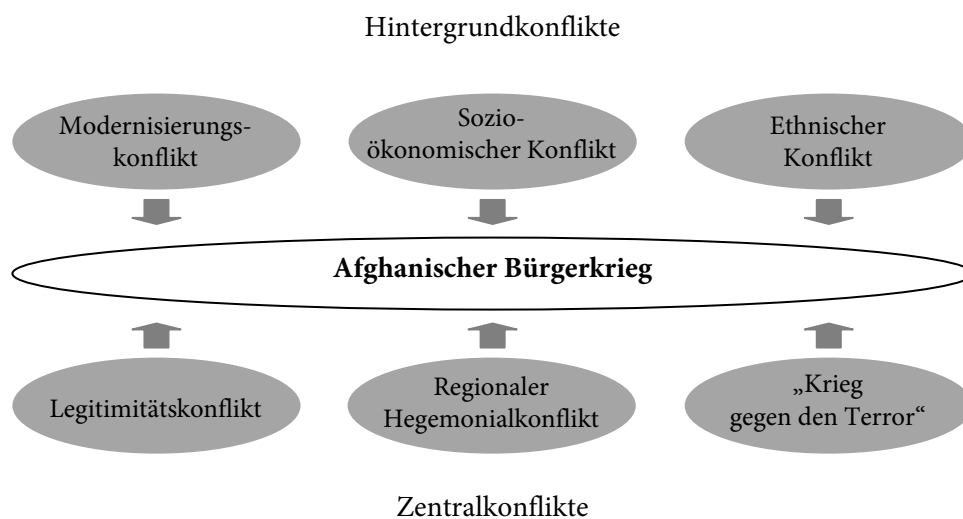 Hintergrundkonflikte
Modernisierungs-
konflikt
Sozio-
ökonomischer Konflikt
Ethnischer
Konflikt
Afghanischer Bürgerkrieg
Legitimitätskonflikt
Regionaler
Hegemonialkonflikt
„Krieg
gegen den Terror“
Zentralkonflikte